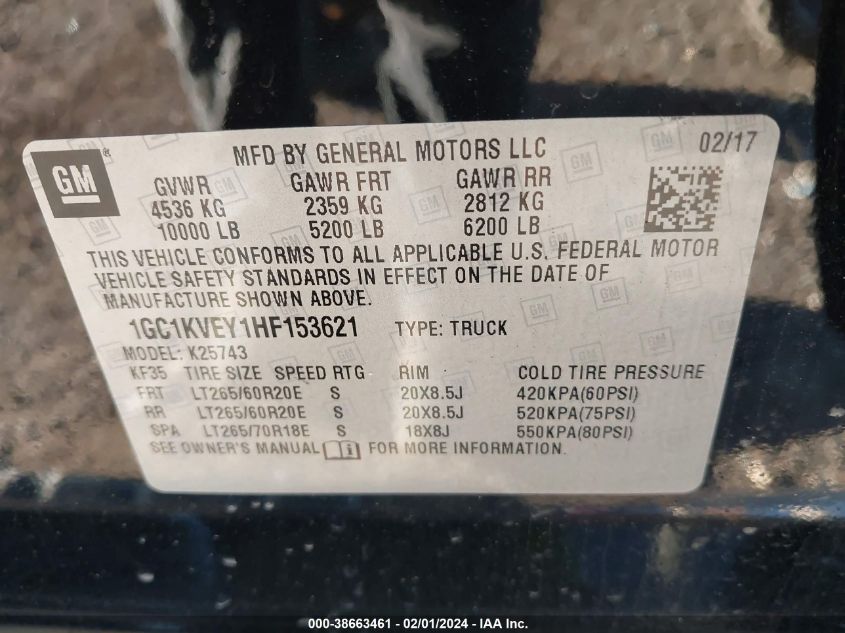 GM ® MFD BY GENERAL MOTORS LLC 02/17
GVWR GAWR FRT GAWR RR
4536 KG 2359 KG 2812 KG
10000 LB 5200 LB 6200 LB
THIS VEHICLE CONFORMS TO ALL APPLICABLE U.S. FEDERAL MOTOR
VEHICLE SAFETY STANDARDS IN EFFECT ON THE DATE OF
MANUFACTURE SHOWN ABOVE.
1GC1KVEY1HF153621 TYPE: TRUCK
MODEL: K25743
KF35 TIRE SIZE SPEED RTG RIM COLD TIRE PRESSURE
FRT LT265/60R20E S 20X8.5J 420KPA(60PSI)
RR LT265/60R20E S 20X8.5J 520KPA(75PSI)
SPA LT265/70R18E S 18X8J 550KPA(80PSI)
SEE OWNER'S MANUAL FOR MORE INFORMATION.
000-38663461 - 02/01/2024 - IAA Inc.